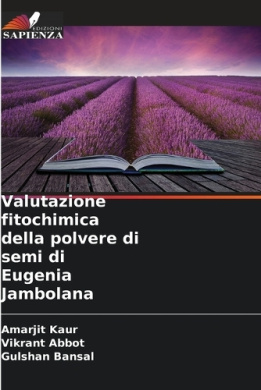 EDIZIONI
SAPIENZA
Valutazione
fitochimica
della polvere di
semi di
Eugenia
Jambolana
Amarjit Kaur
Vikrant Abbot
Gulshan Bansal